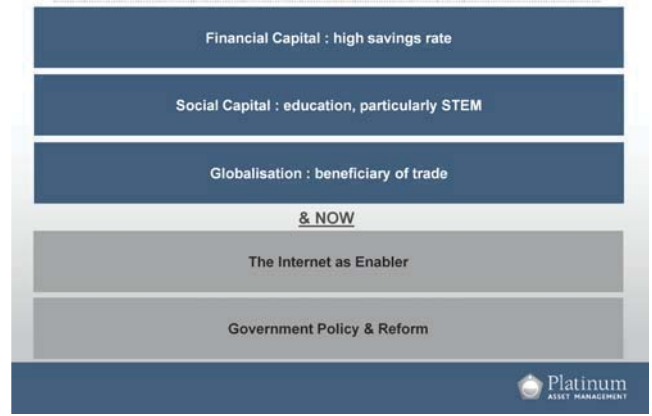 Financial Capital : high savings rate
Social Capital : education, particularly STEM
Globalisation : beneficiary of trade
& NOW
The Internet as Enabler
Government Policy & Reform
Platinum
ASSET MANAGEMENT